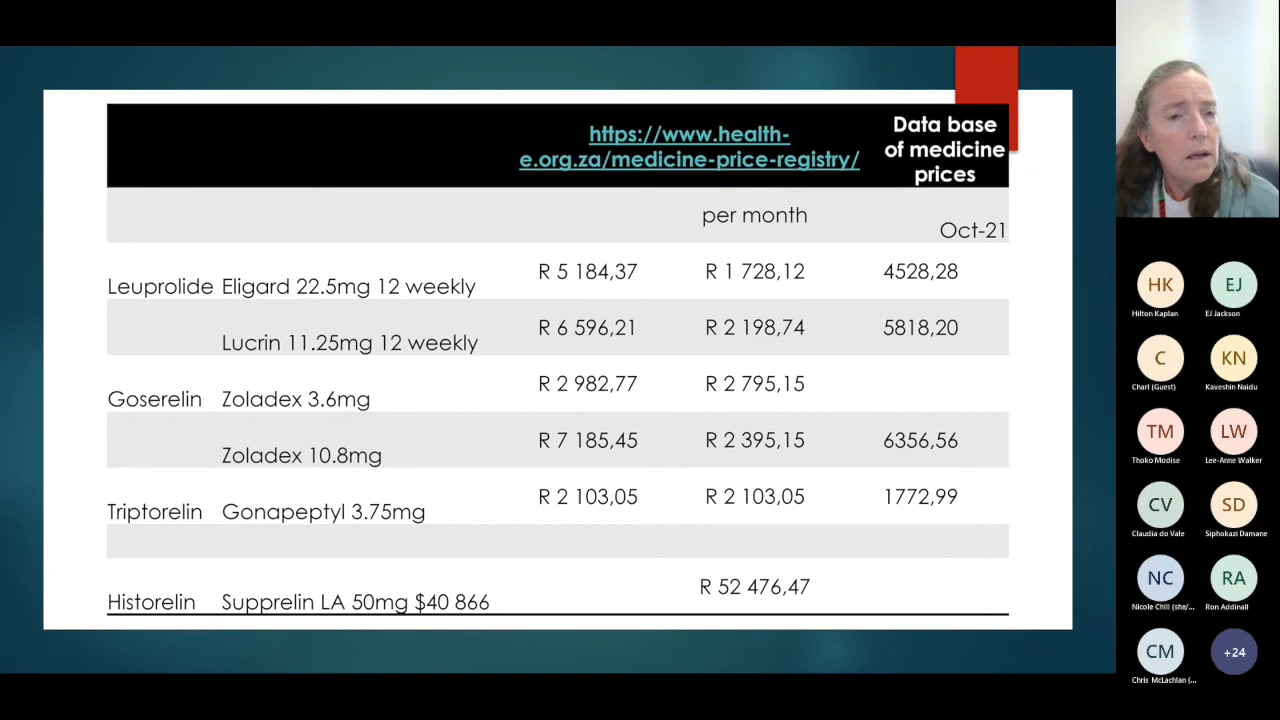 https://www.health-
e.org.za/medicine-price-registry/
Data base
of medicine
prices
per month
Oct-21
Leuprolide Eligard 22.5mg 12 weekly R 5 184,37 R 1 728,12 4528,28
Lucrin 11.25mg 12 weekly R 6 596,21 R 2 198,74 5818,20
Goserelin Zoladex 3.6mg R 2 982,77 R 2 795,15
Zoladex 10.8mg R 7 185,45 R 2 395,15 6356,56
Triptorelin Gonapeptyl 3.75mg R 2 103,05 R 2 103,05 1772,99
Historelin Supprelin LA 50mg $40 866 R 52 476,47
HK
Hilton Kaplan
EJ
EJ Jackson
C
Charl (Guest)
KN
Kaveshin Naidu
TM
Thoko Modise
LW
Lee-Anne Walker
CV
Claudia do Vale
SD
Siphokazi Damane
NC
Nicole Chill (she/...
RA
Ron Addinall
CM
Chris McLachlan (...
+24